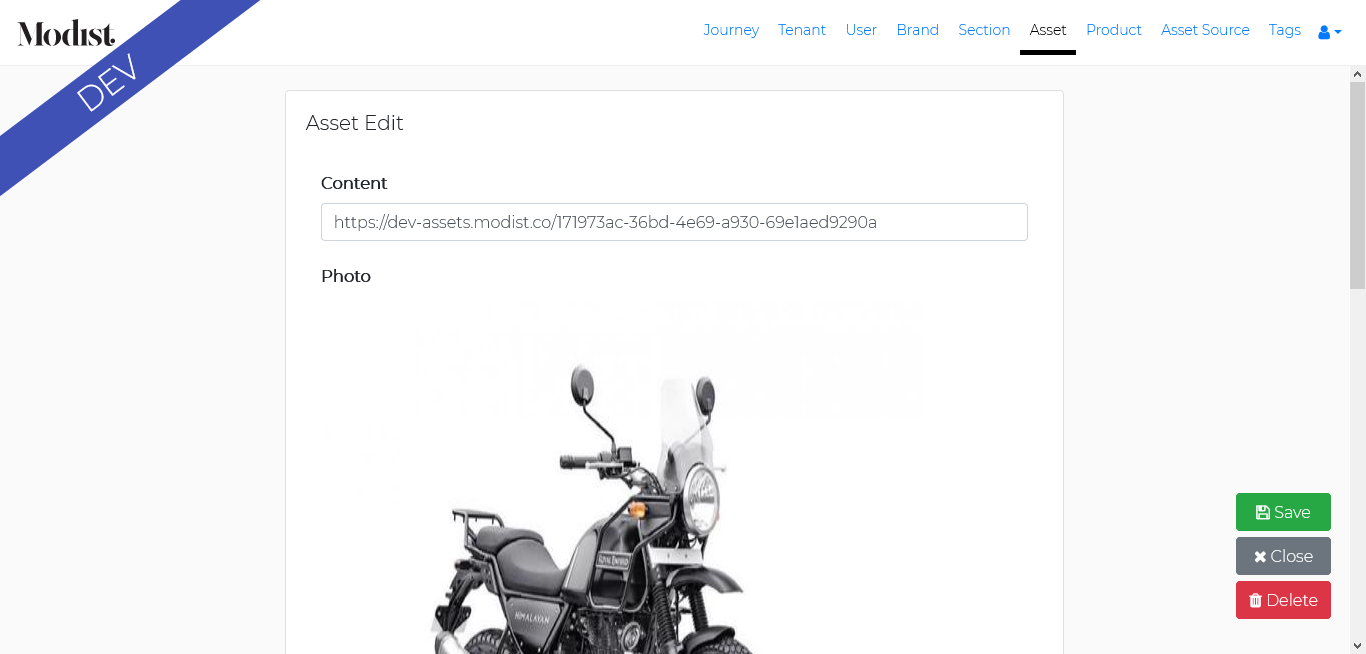 Modist.
DEV
Journey Tenant User Brand Section Asset Product Asset Source Tags
Asset Edit
Content
https://dev-assets.modist.co/171973ac-36bd-4e69-a930-69e1aed9290a
Photo
ROYAL ENFIELD
HIMALAYAN
Save
Close
Delete